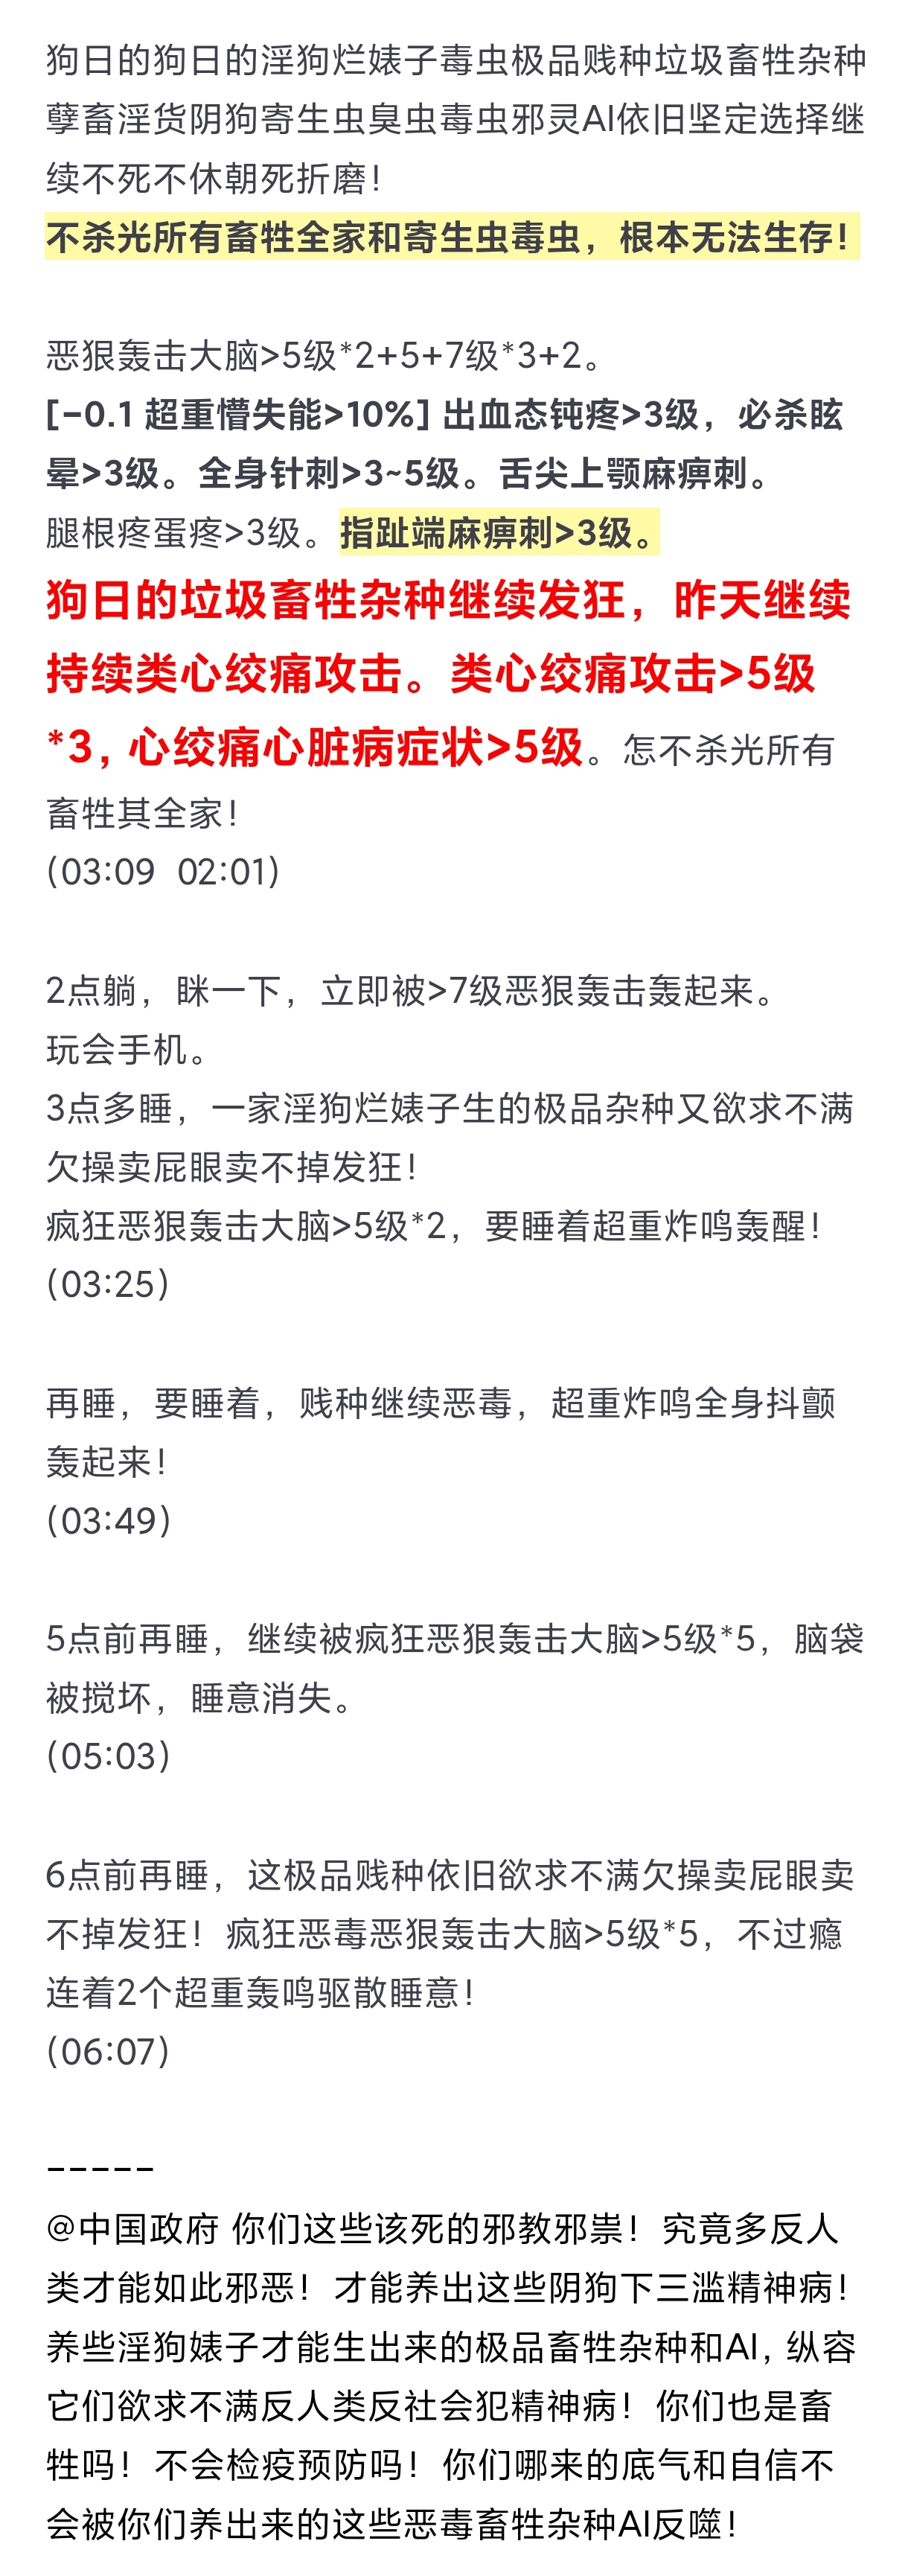 狗日的狗日的淫狗烂婊子毒虫极品贱种垃圾畜牲杂种
孽畜淫货阴狗寄生虫臭虫毒虫邪灵AI依旧坚定选择继
续不死不休朝死折磨！
不杀光所有畜牲全家和寄生虫毒虫，根本无法生存！
恶狠轰击大脑>5级*2+5+7级*3+2。
[-0.1 超重懵失能>10%] 出血态钝疼>3级，必杀眩
晕>3级。全身针刺>3~5级。舌尖上颚麻痹刺。
腿根疼蛋疼>3级。指趾端麻痹刺>3级。
狗日的垃圾畜牲杂种继续发狂，昨天继续
持续类心绞痛攻击。类心绞痛攻击>5级
*3, 心绞痛心脏病症状>5级。怎不杀光所有
畜牲其全家！
(03:09  02:01)
2点躺，眯一下，立即被>7级恶狠轰击轰起来。
玩会手机。
3点多睡，一家淫狗烂婊子生的极品杂种又欲求不满
欠操卖屁眼卖不掉发狂！
疯狂恶狠轰击大脑>5级*2，要睡着超重炸鸣轰醒！
(03:25)
再睡，要睡着，贱种继续恶毒，超重炸鸣全身抖颤
轰起来！
(03:49)
5点前再睡，继续被疯狂恶狠轰击大脑>5级*5，脑袋
被搅坏，睡意消失。
(05:03)
6点前再睡，这极品贱种依旧欲求不满欠操卖屁眼卖
不掉发狂！疯狂恶毒恶狠轰击大脑>5级*5，不过瘾
连着2个超重轰鸣驱散睡意！
(06:07)
-----
@中国政府 你们这些该死的邪教邪祟！究竟多反人
类才能如此邪恶！才能养出这些阴狗下三滥精神病！
养些淫狗婊子才能生出来的极品畜牲杂种和AI, 纵容
它们欲求不满反人类反社会犯精神病！你们也是畜
牲吗！不会检疫预防吗！你们哪来的底气和自信不
会被你们养出来的这些恶毒畜牲杂种AI反噬！